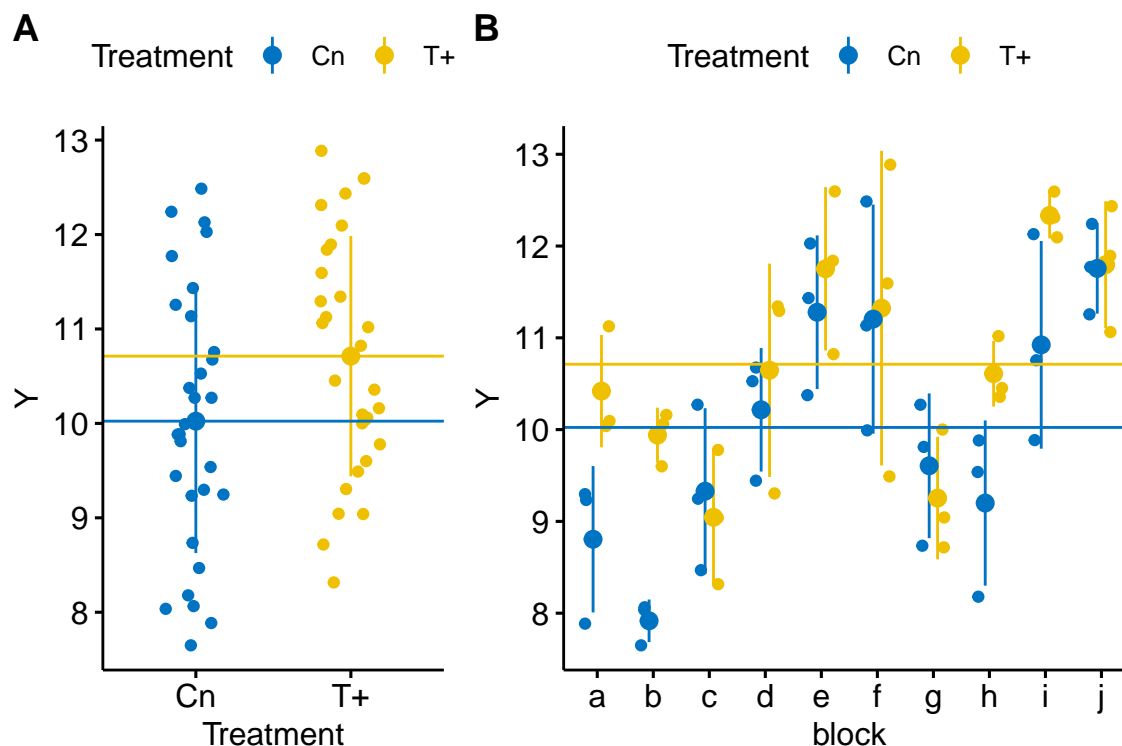 A
Treatment Cn T+
13
12
11
10
9
8
Y
Cn T+
Treatment
B
Treatment Cn T+
13
12
11
10
9
8
Y
a b c d e f g h i j
block